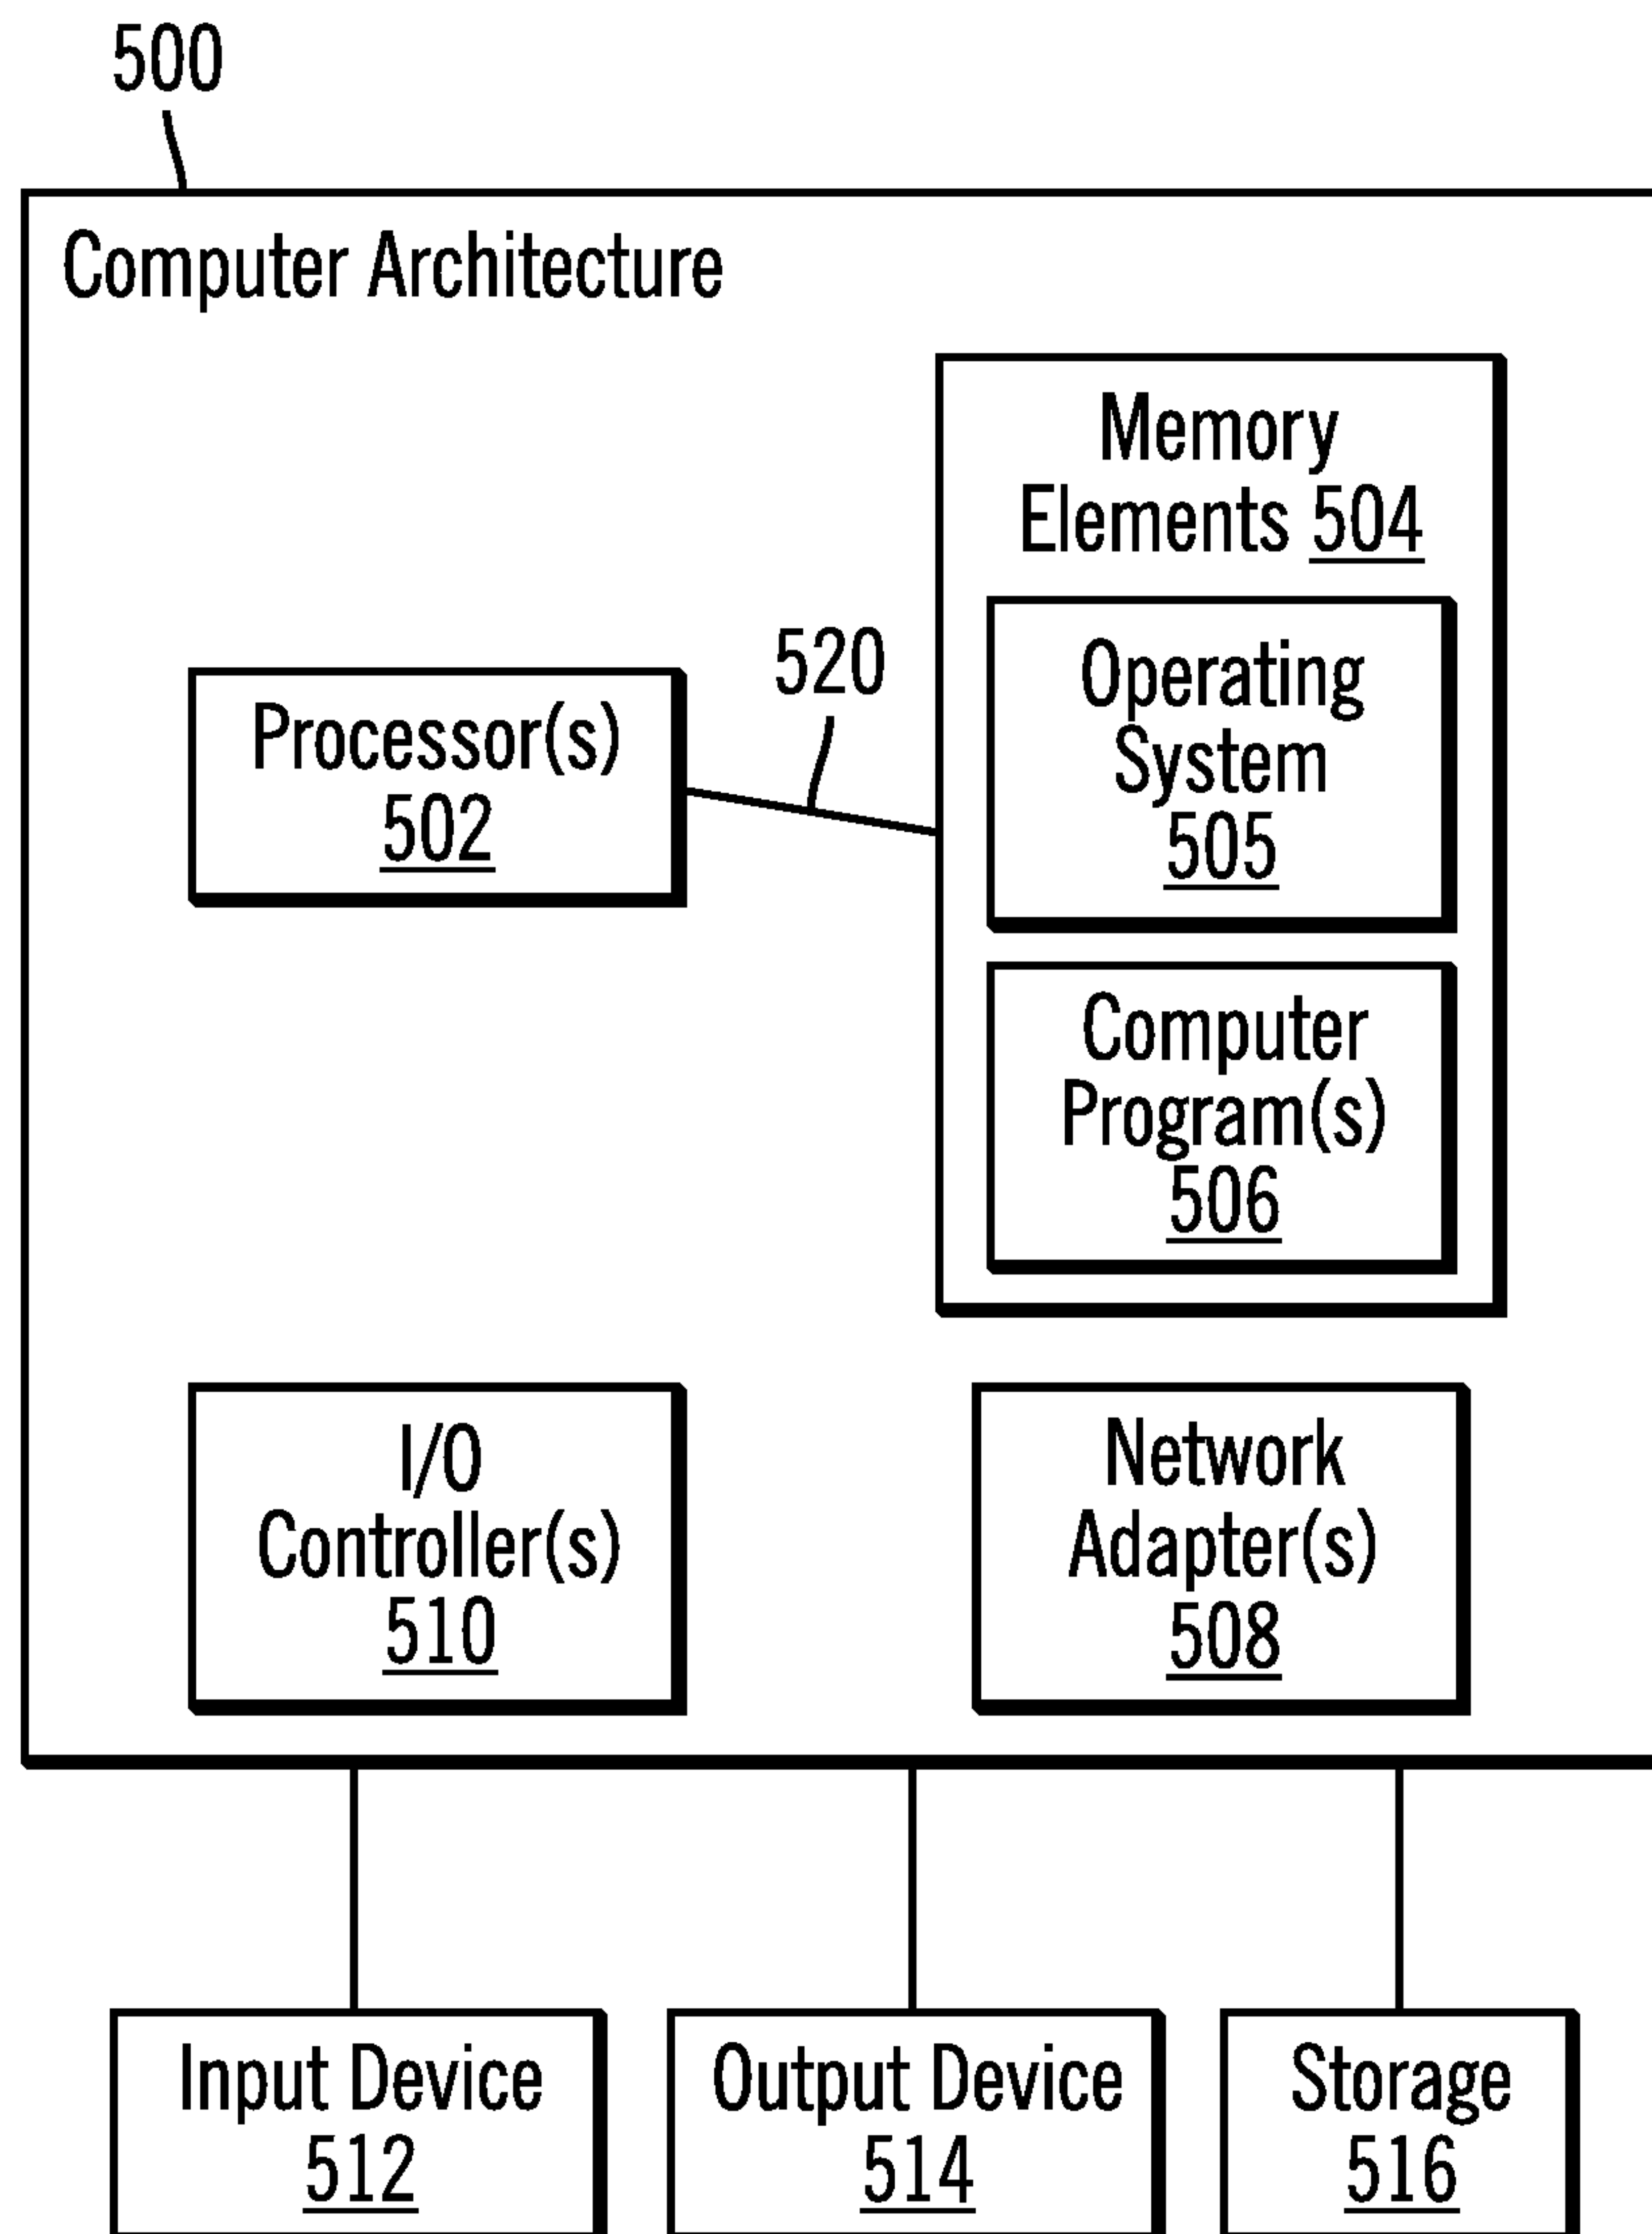 500
Computer Architecture
Memory
Elements 504
520
Operating
System
505
Processor(s)
502
Computer
Program(s)
506
I/O
Controller(s)
510
Network
Adapter(s)
508
Input Device
512
Output Device
514
Storage
516